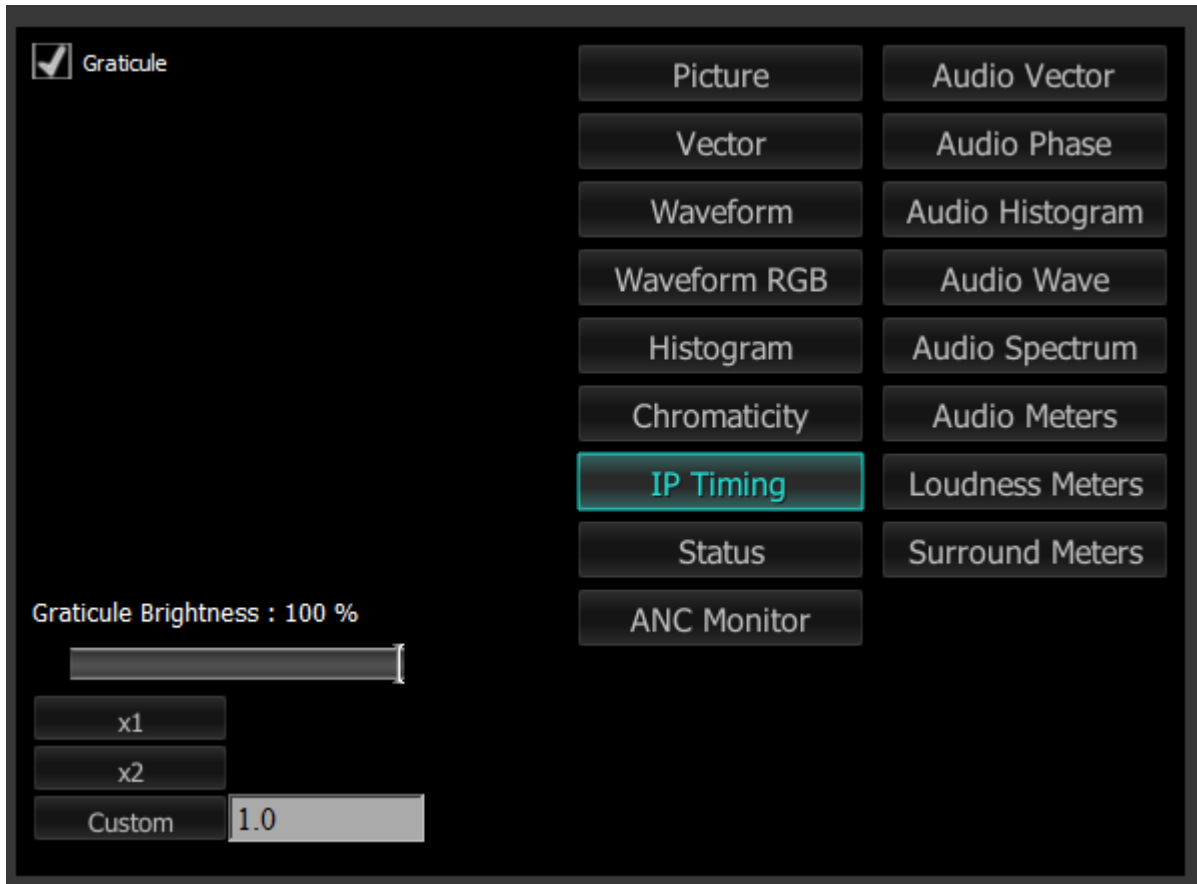 Graticule
Picture
Audio Vector
Vector
Audio Phase
Waveform
Audio Histogram
Waveform RGB
Audio Wave
Histogram
Audio Spectrum
Chromaticity
Audio Meters
IP Timing
Loudness Meters
Status
Surround Meters
ANC Monitor
Graticule Brightness : 100 %
x1
x2
Custom
1.0